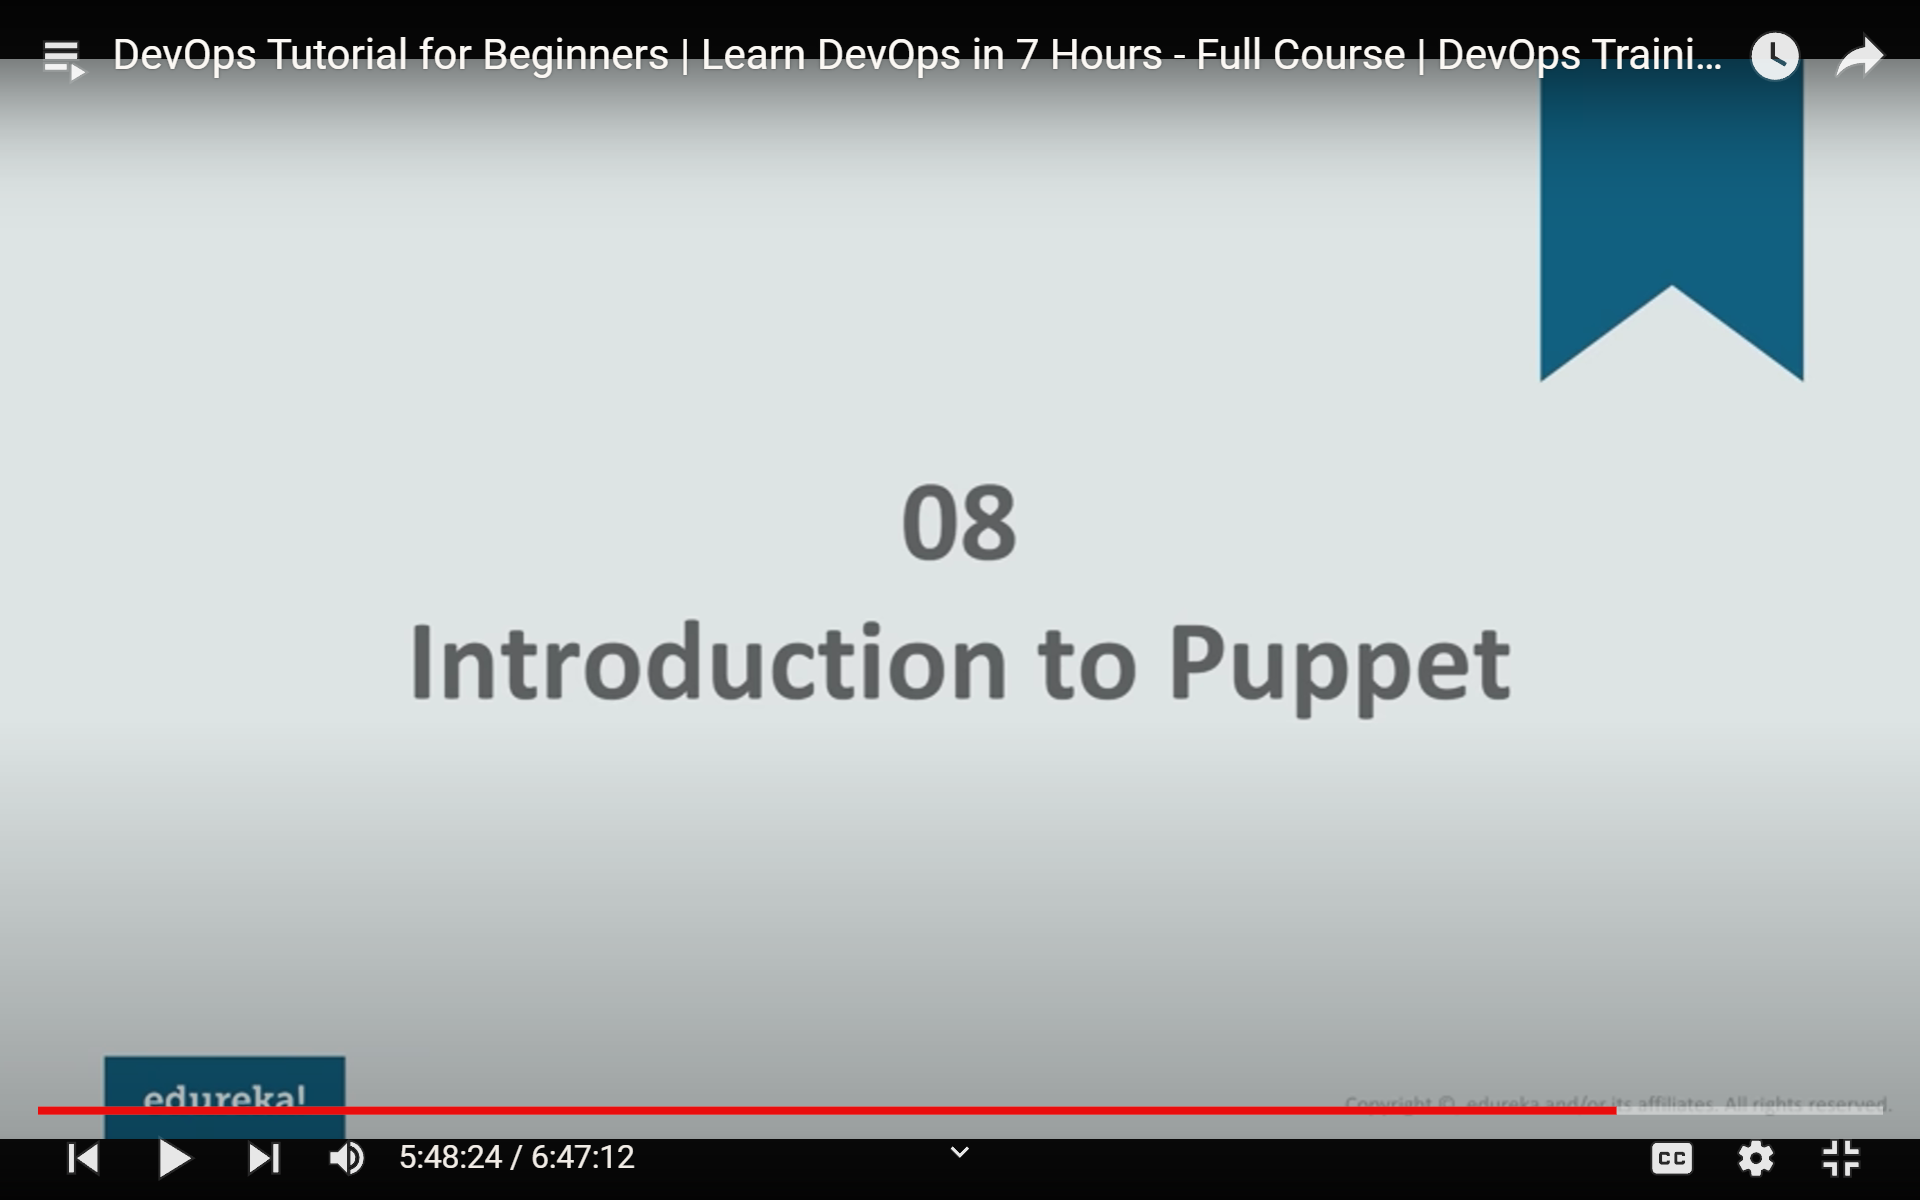 DevOps Tutorial for Beginners | Learn DevOps in 7 Hours - Full Course | DevOps Traini...
08
Introduction to Puppet
edureka!
Copyright © edureka and/or its affiliates. All rights reserved.
5:48:24 / 6:47:12
CC